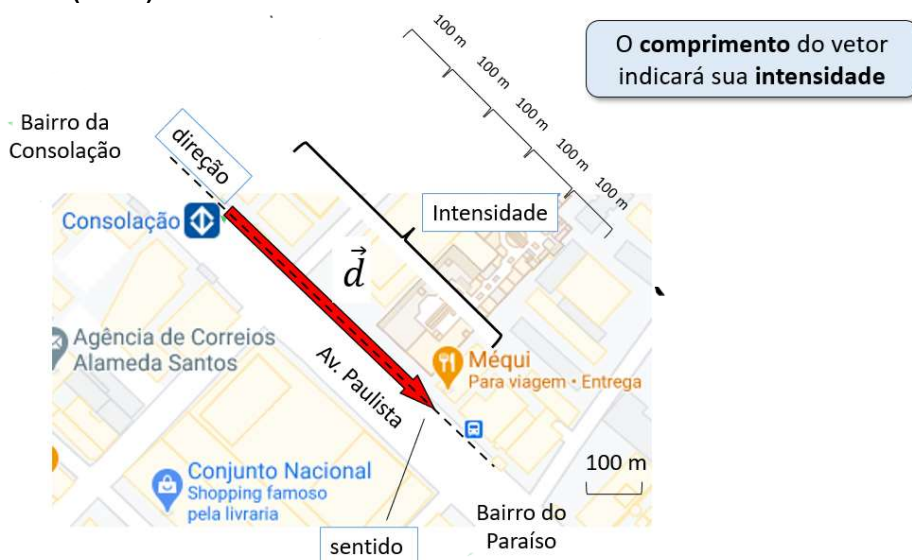 O comprimento do vetor
indicará sua intensidade
100 m
100 m
100 m
100 m
100 m
Bairro da
Consolação
direção
Consolação
Intensidade
d
Agência de Correios
Alameda Santos
Av. Paulista
Méqui
Para viagem • Entrega
Conjunto Nacional
Shopping famoso
pela livraria
100 m
sentido
Bairro do
Paraíso